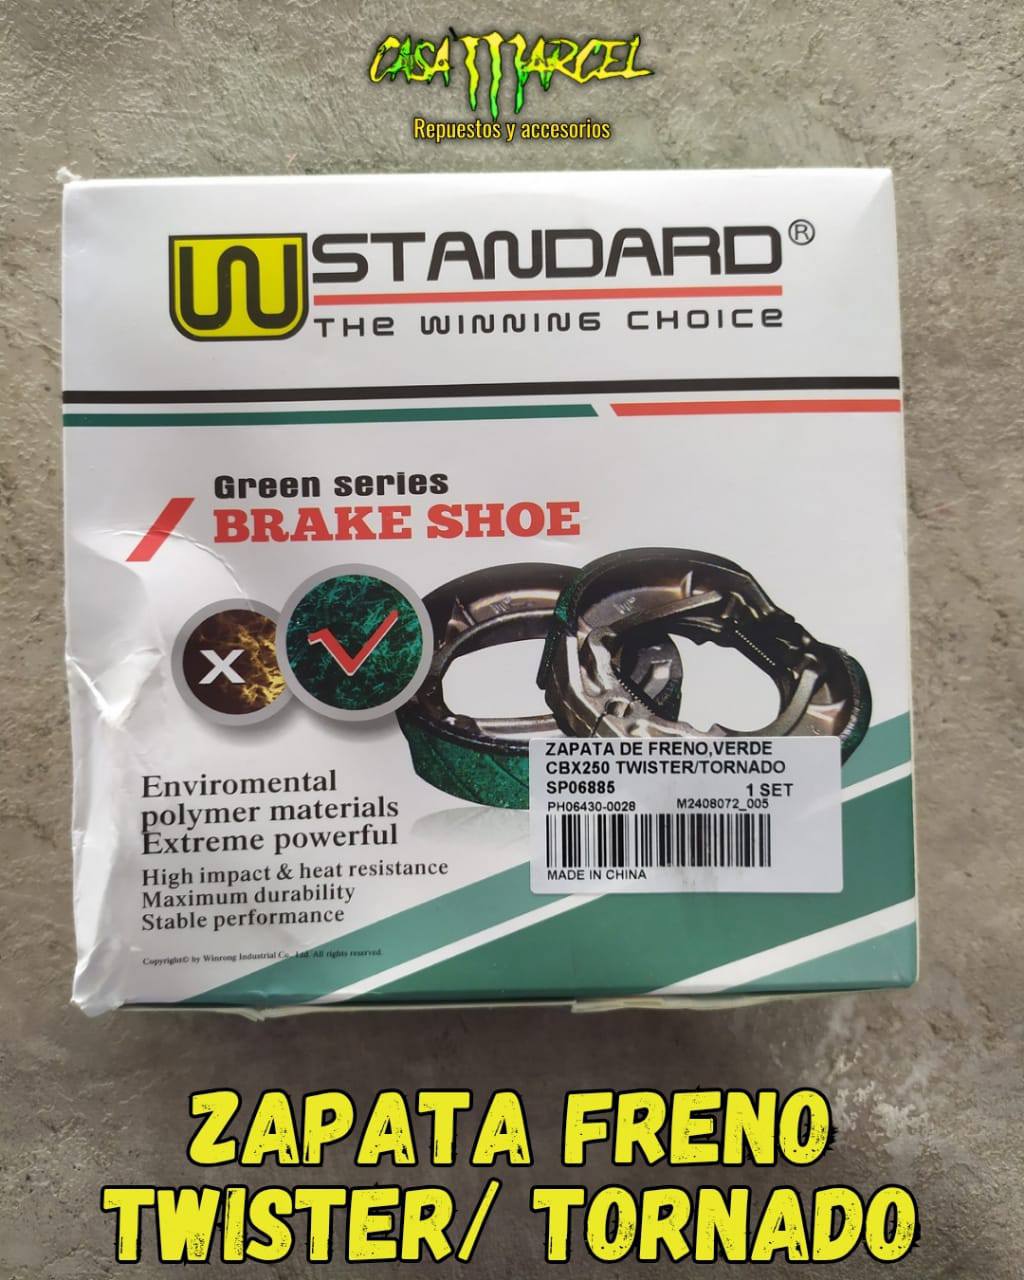 CASA MARCEL
Repuestos y accesorios
W STANDARD®
THE WINNING CHOICE
Green series
BRAKE SHOE
X
Enviromental
polymer materials
Extreme powerful
High impact & heat resistance
Maximum durability
Stable performance
Copyright© by Winrong Industrial Co., Ltd. All rights reserved.
ZAPATA DE FRENO,VERDE
CBX250 TWISTER/TORNADO
SP06885 1 SET
PH06430-0028 M2408072_005
MADE IN CHINA
ZAPATA FRENO
TWISTER/ TORNADO